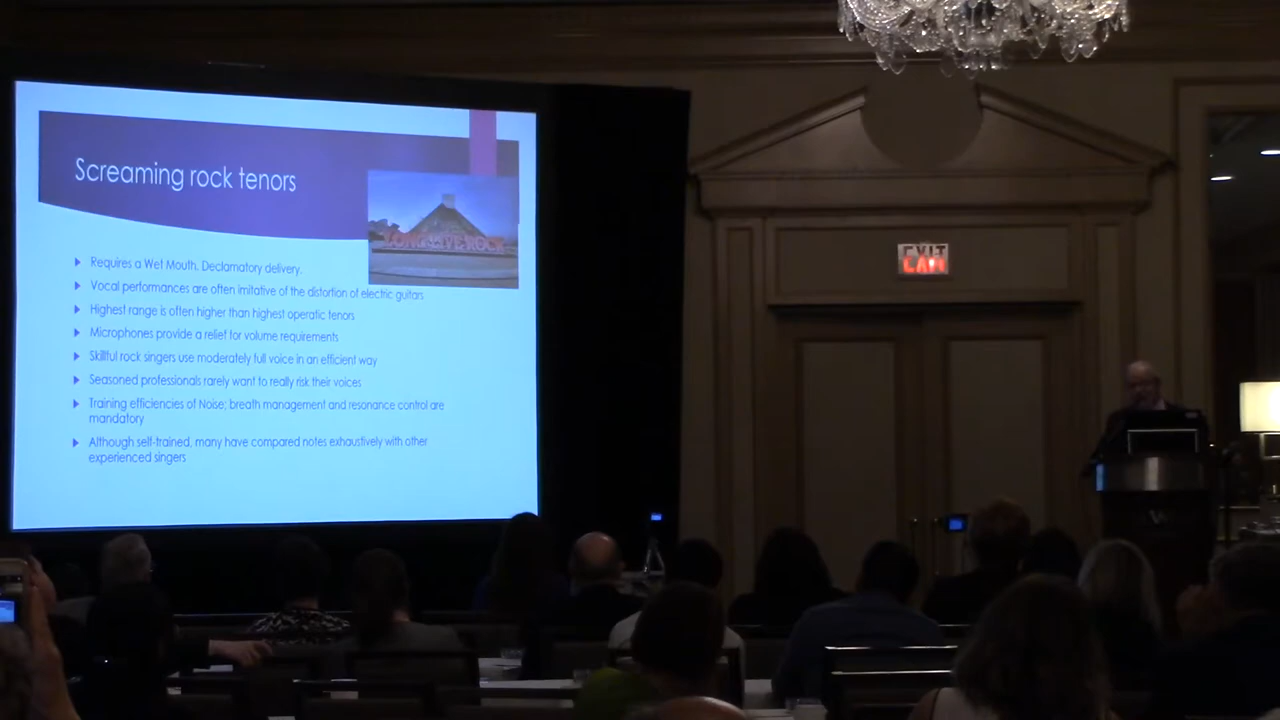 Screaming rock tenors
LONG LIVE ROCK
Requires a Wet Mouth. Declamatory delivery.
Vocal performances are often imitative of the distortion of electric guitars
Highest range is often higher than highest operatic tenors
Microphones provide a relief for volume requirements
Skillful rock singers use moderately full voice in an efficient way
Seasoned professionals rarely want to really risk their voices
Training efficiencies of Noise; breath management and resonance control are
mandatory
Although self-trained, many have compared notes exhaustively with other
experienced singers
EXIT